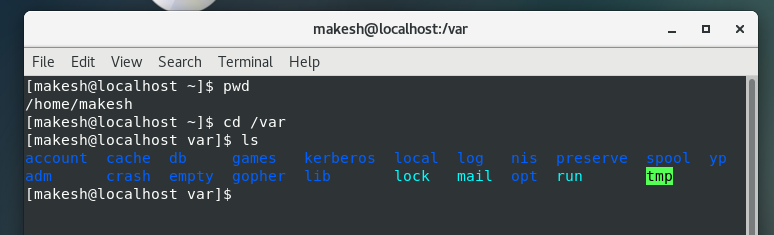 makesh@localhost:/var
File Edit View Search Terminal Help
[makesh@localhost ~]$ pwd
/home/makesh
[makesh@localhost ~]$ cd /var
[makesh@localhost var]$ ls
account  cache  db     games   kerberos  local  log   nis  preserve  spool  yp
adm      crash  empty  gopher  lib       lock   mail  opt  run       tmp
[makesh@localhost var]$